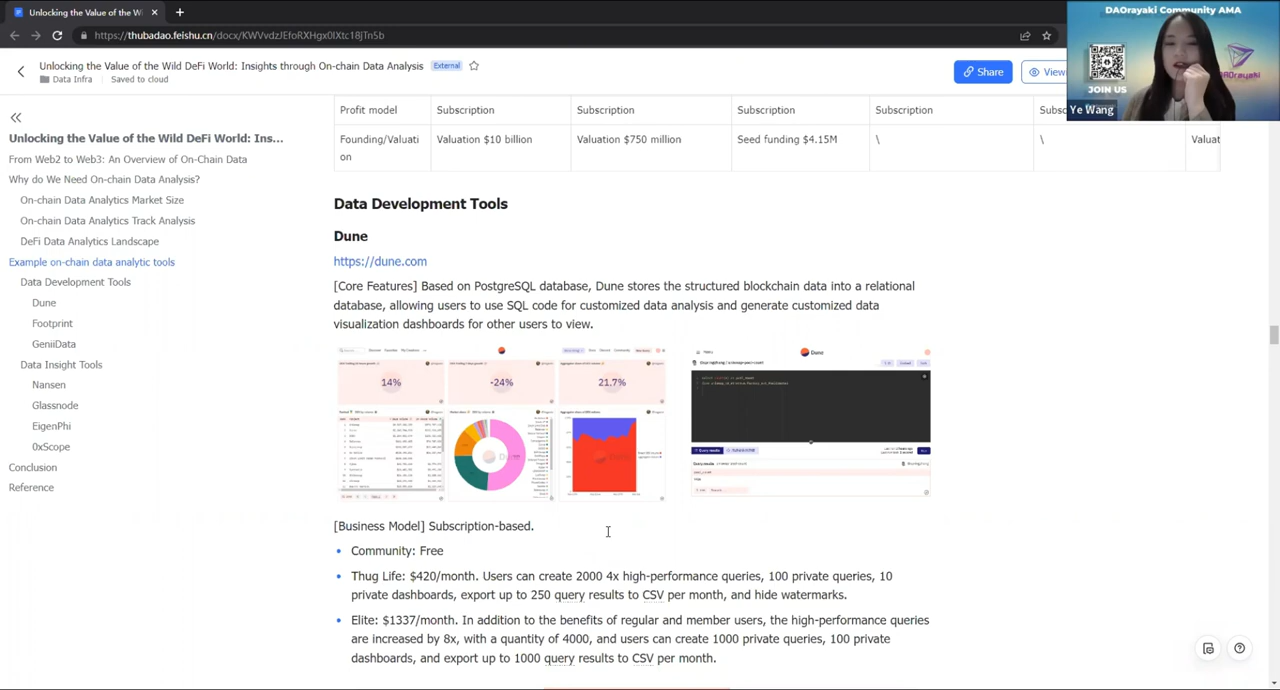 Unlocking the Value of the W
https://thubadao.feishu.cn/docx/KWVvdzJEfoRXHgx0lXtc18JTn5b
DAOrayaki Community AMA
JOIN US
DAOrayaki
Ye Wang
Unlocking the Value of the Wild DeFi World: Insights through On-chain Data Analysis
External
Data Infra
Saved to cloud
Share
View
Unlocking the Value of the Wild DeFi World: Ins...
From Web2 to Web3: An Overview of On-Chain Data
Why do We Need On-chain Data Analysis?
On-chain Data Analytics Market Size
On-chain Data Analytics Track Analysis
DeFi Data Analytics Landscape
Example on-chain data analytic tools
Data Development Tools
Dune
Footprint
GeniiData
Data Insight Tools
Nansen
Glassnode
EigenPhi
0xScope
Conclusion
Reference
Profit model Subscription Subscription Subscription Subscription Subsc
Founding/Valuati Valuation $10 billion Valuation $750 million Seed funding $4.15M \ \ Valuat
on
Data Development Tools
Dune
https://dune.com
[Core Features] Based on PostgreSQL database, Dune stores the structured blockchain data into a relational
database, allowing users to use SQL code for customized data analysis and generate customized data
visualization dashboards for other users to view.
14%
-24%
21.7%
Dune
[Business Model] Subscription-based.
• Community: Free
• Thug Life: $420/month. Users can create 2000 4x high-performance queries, 100 private queries, 10
private dashboards, export up to 250 query results to CSV per month, and hide watermarks.
• Elite: $1337/month. In addition to the benefits of regular and member users, the high-performance queries
are increased by 8x, with a quantity of 4000, and users can create 1000 private queries, 100 private
dashboards, and export up to 1000 query results to CSV per month.